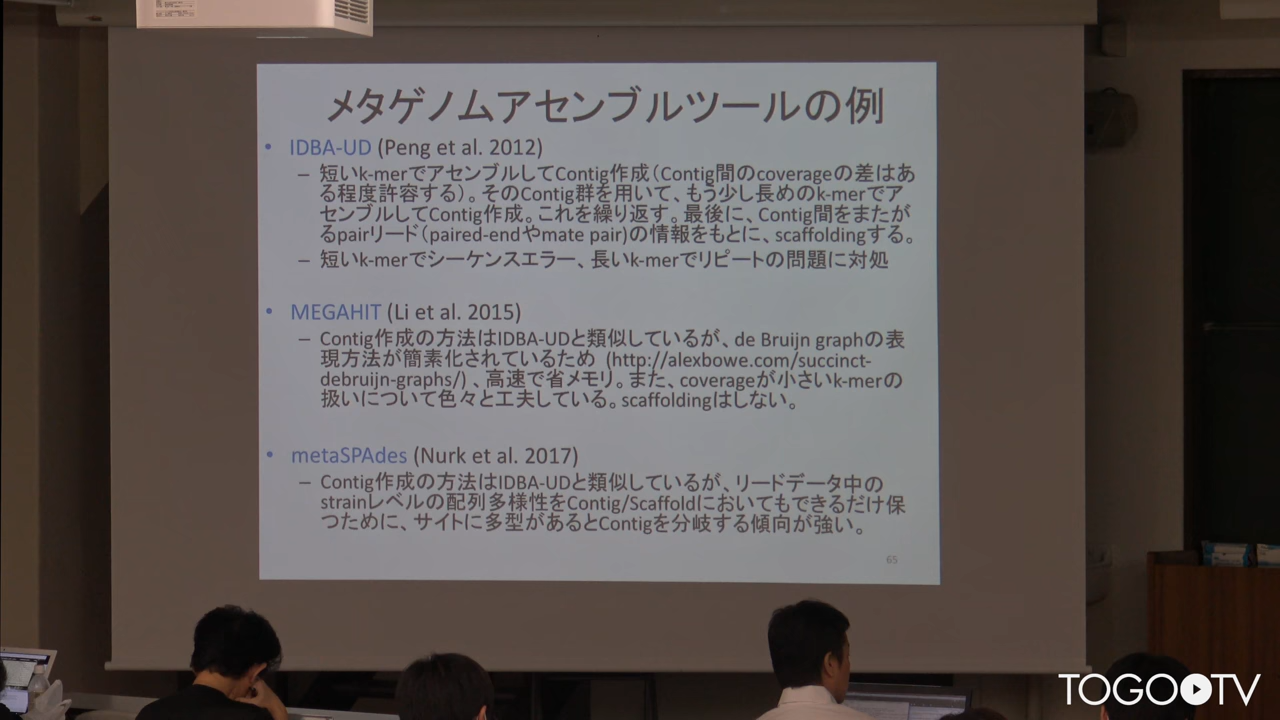 メタゲノムアセンブルツールの例
• IDBA-UD (Peng et al. 2012)
– 短いk-merでアセンブルしてContig作成（Contig間のcoverageの差はあ
る程度許容する）。そのContig群を用いて、もう少し長めのk-merでア
センブルしてContig作成。これを繰り返す。最後に、Contig間をまたが
るpairリード（paired-endやmate pair)の情報をもとに、scaffoldingする。
– 短いk-merでシーケンスエラー、長いk-merでリピートの問題に対処
• MEGAHIT (Li et al. 2015)
– Contig作成の方法はIDBA-UDと類似しているが、de Bruijn graphの表
現方法が簡素化されているため (http://alexbowe.com/succinct-
debruijn-graphs/) 、高速で省メモリ。また、coverageが小さいk-merの
扱いについて色々と工夫している。scaffoldingはしない。
• metaSPAdes (Nurk et al. 2017)
– Contig作成の方法はIDBA-UDと類似しているが、リードデータ中の
strainレベルの配列多様性をContig/Scaffoldにおいてもできるだけ保
つために、サイトに多型があるとContigを分岐する傾向が強い。
65
TOGO TV